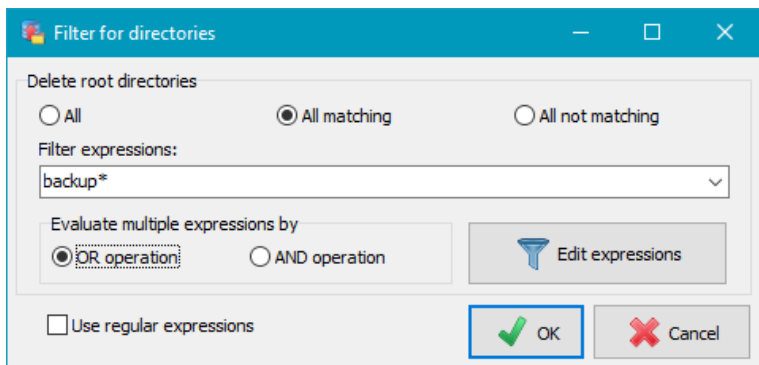 Filter for directories
Delete root directories
All All matching All not matching
Filter expressions:
backup*
Evaluate multiple expressions by
OR operation AND operation
Edit expressions
Use regular expressions
OK Cancel